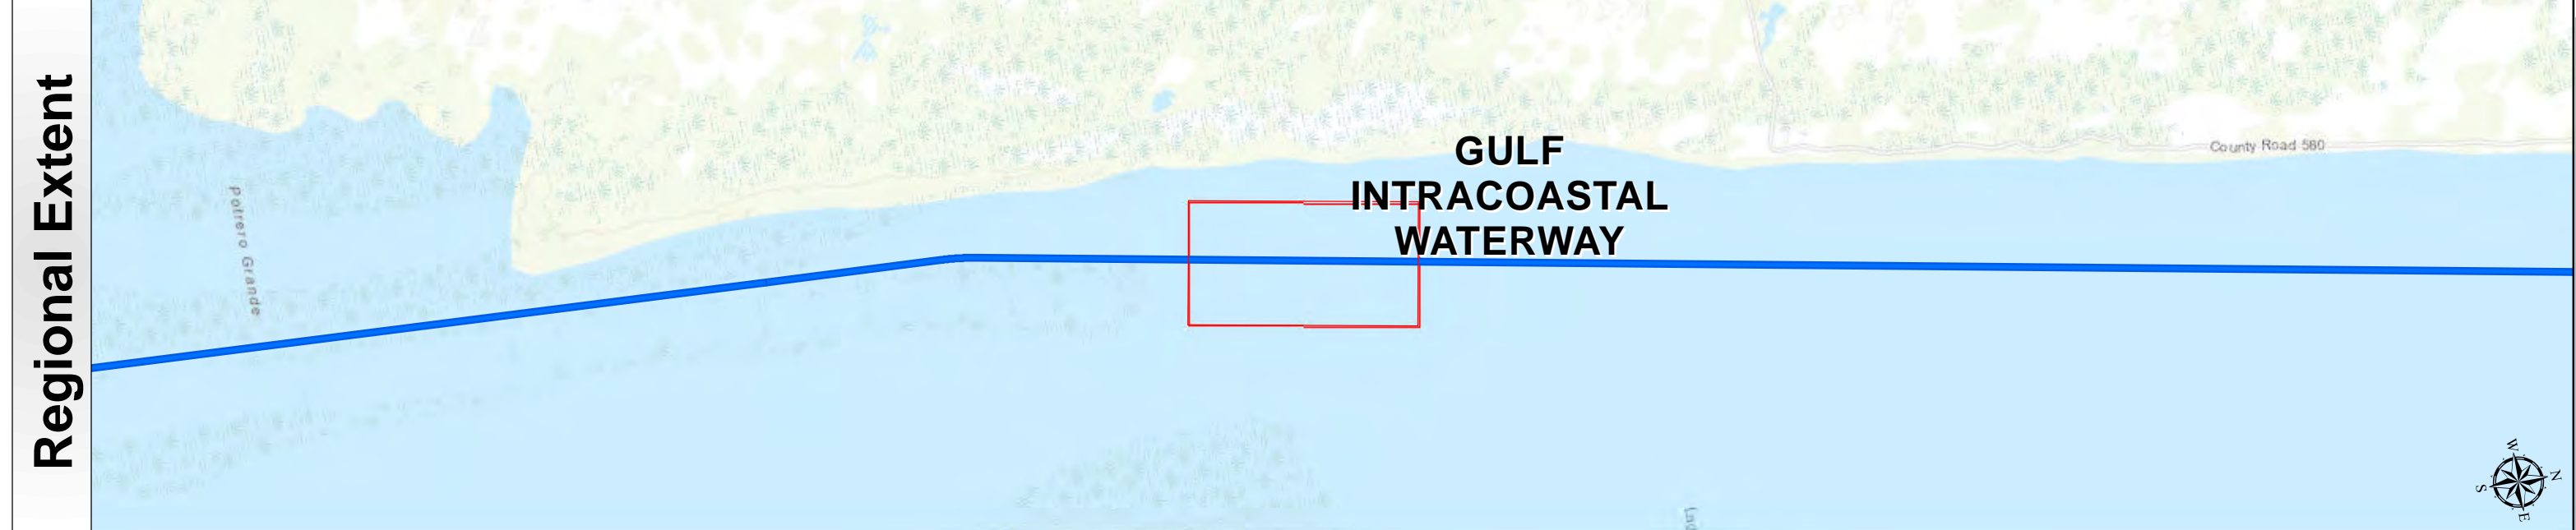 Regional Extent
GULF
INTRACOASTAL
WATERWAY
County Road 560
Potrero Grande
W
N
S
E